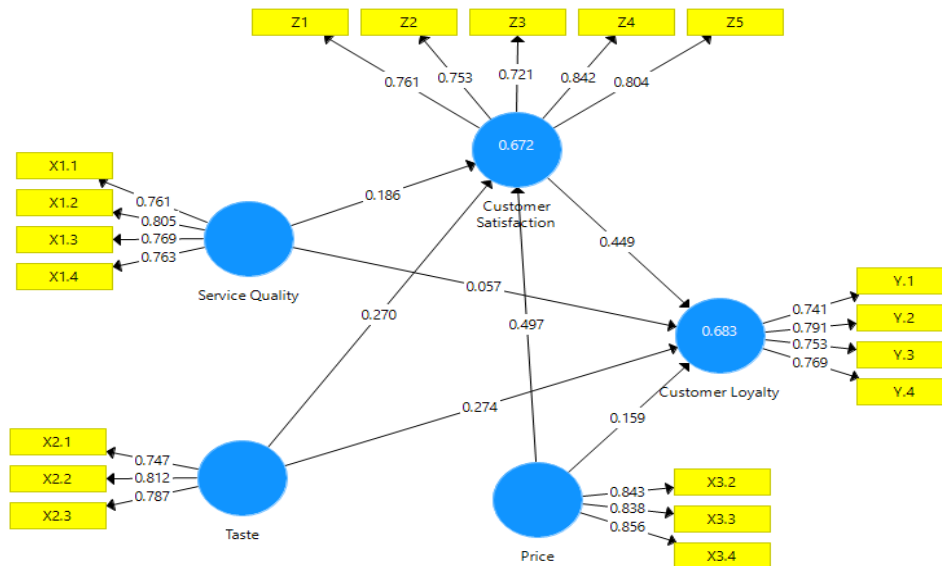 Z1
Z2
Z3
Z4
Z5
0.761
0.753
0.721
0.842
0.804
0.672
Customer
Satisfaction
X1.1
X1.2
X1.3
X1.4
0.761
0.805
0.769
0.763
Service Quality
0.186
0.449
0.057
0.270
0.497
0.683
Customer Loyalty
0.741
0.791
0.753
0.769
Y.1
Y.2
Y.3
Y.4
0.274
0.159
X2.1
X2.2
X2.3
0.747
0.812
0.787
Taste
Price
0.843
0.838
0.856
X3.2
X3.3
X3.4